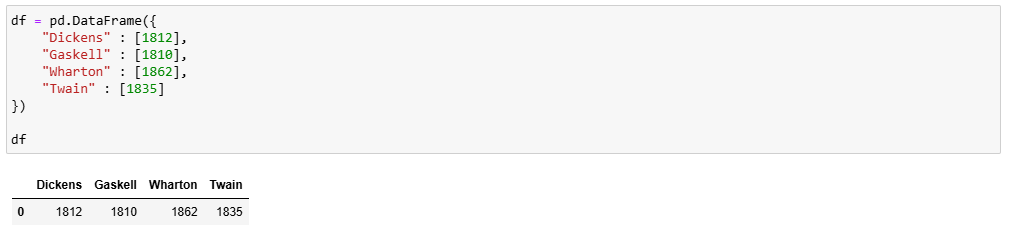 df = pd.DataFrame({
    "Dickens" : [1812],
    "Gaskell" : [1810],
    "Wharton" : [1862],
    "Twain" : [1835]
})
df
Dickens Gaskell Wharton Twain
0 1812 1810 1862 1835